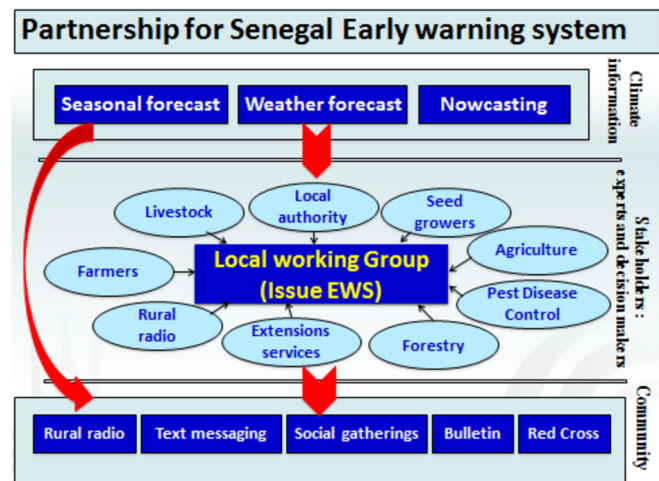 Partnership for Senegal Early warning system
Seasonal forecast
Weather forecast
Nowcasting
Climate
information
Livestock
Local
authority
Seed
growers
Farmers
Local working Group
(Issue EWS)
Agriculture
Pest Disease
Control
Rural
radio
Extensions
services
Forestry
Stakeholders :
experts and decision makers
Rural radio
Text messaging
Social gatherings
Bulletin
Red Cross
Community